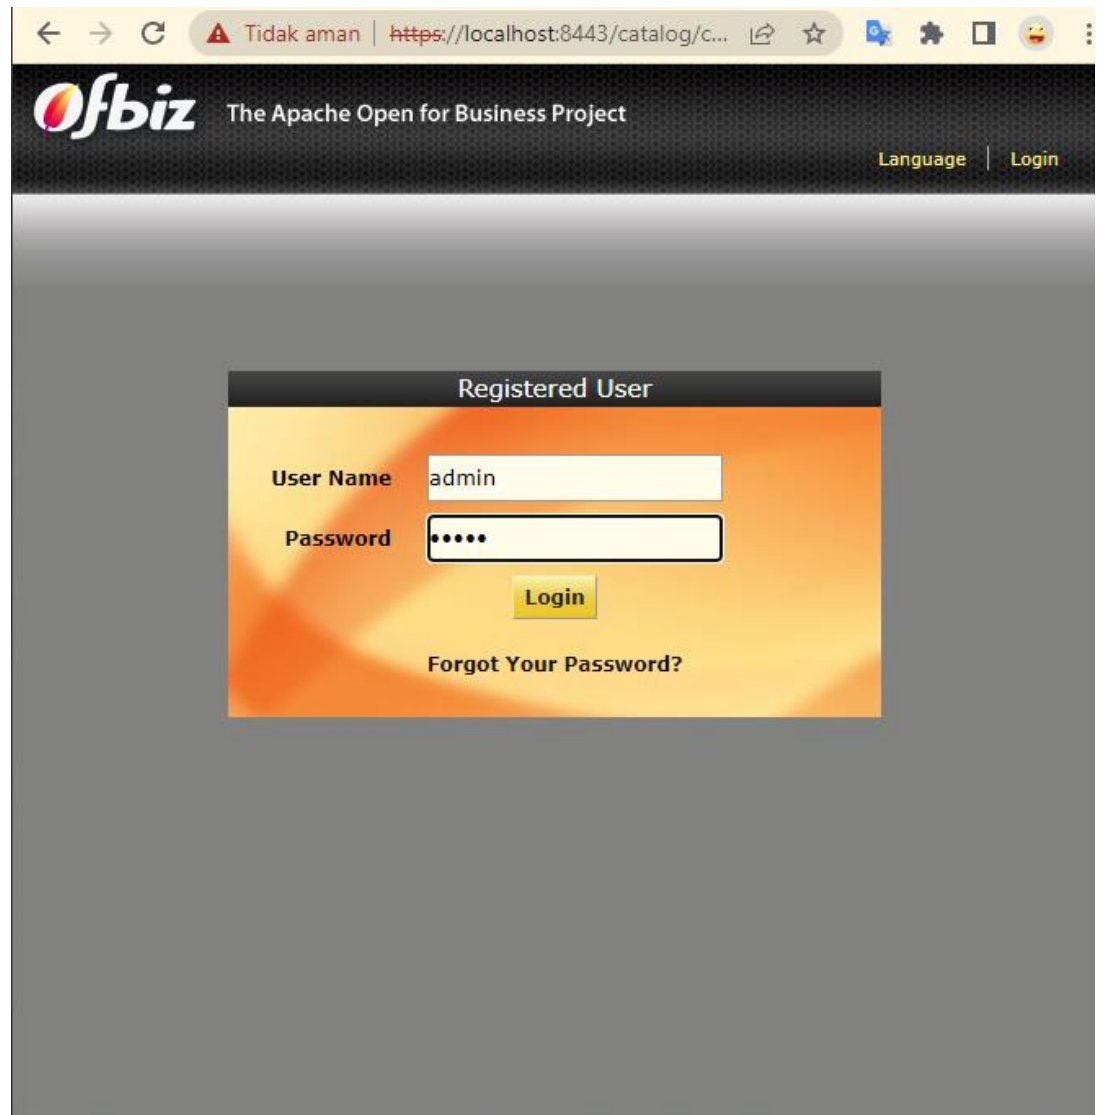 Tidak aman | https://localhost:8443/catalog/c...
Ofbiz The Apache Open for Business Project
Language | Login
Registered User
User Name admin
Password •••••
Login
Forgot Your Password?